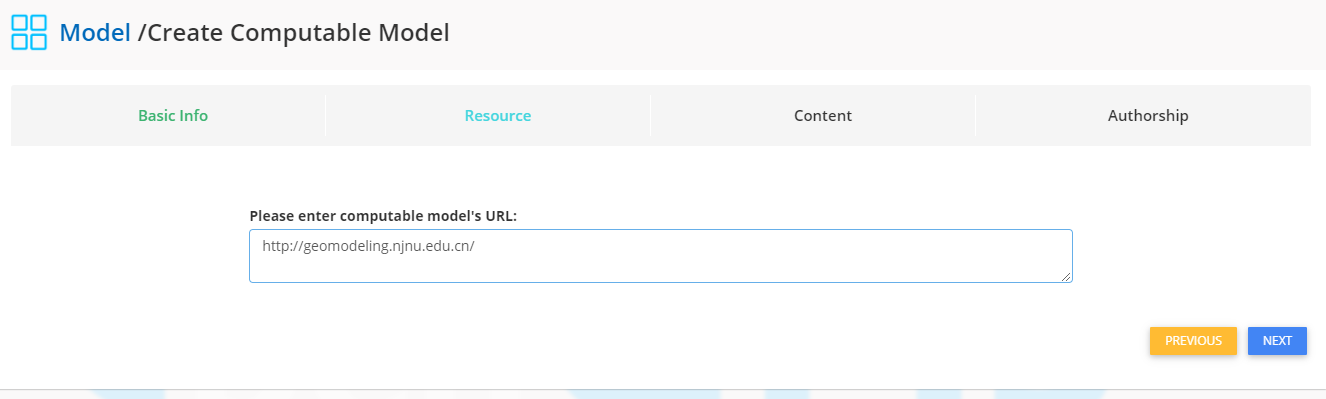 Model /Create Computable Model
Basic Info Resource Content Authorship
Please enter computable model's URL:
http://geomodeling.njnu.edu.cn/
PREVIOUS NEXT